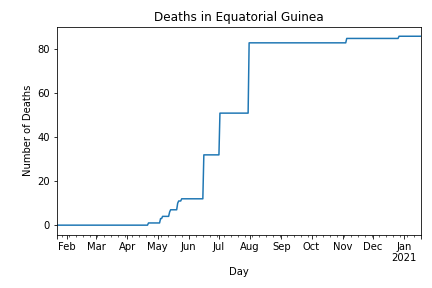 Deaths in Equatorial Guinea
80
60
40
20
0
Number of Deaths
Feb Mar Apr May Jun Jul Aug Sep Oct Nov Dec Jan
2021
Day